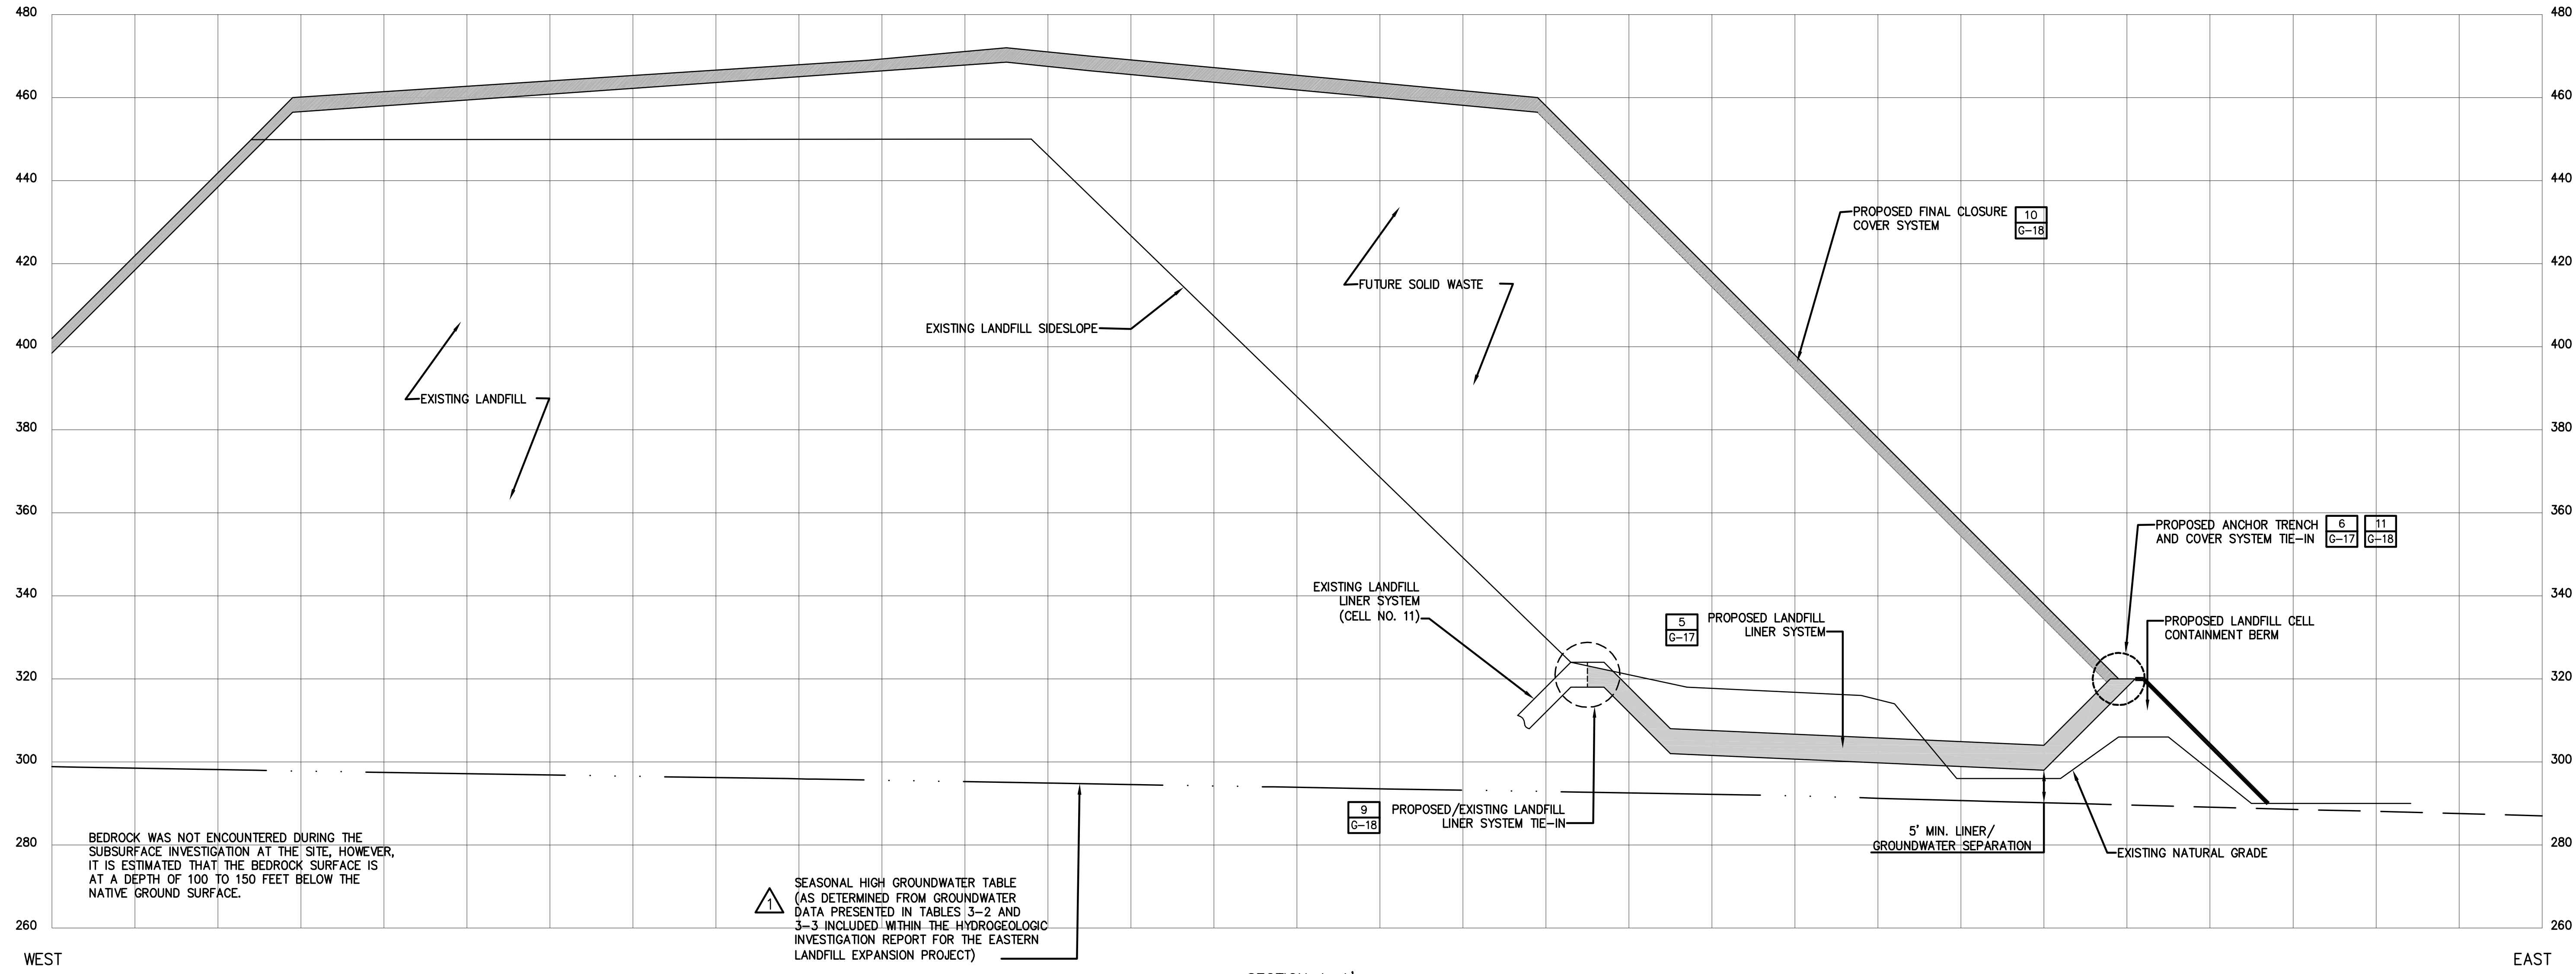 480
480
460
460
440
440
420
420
400
400
380
380
360
360
340
340
320
320
300
300
280
280
260
260
PROPOSED FINAL CLOSURE
COVER SYSTEM
10
G-18
FUTURE SOLID WASTE
EXISTING LANDFILL SIDESLOPE
EXISTING LANDFILL
PROPOSED ANCHOR TRENCH
AND COVER SYSTEM TIE-IN
6
G-17
11
G-18
EXISTING LANDFILL
LINER SYSTEM
(CELL NO. 11)
5
G-17
PROPOSED LANDFILL
LINER SYSTEM
PROPOSED LANDFILL CELL
CONTAINMENT BERM
9
G-18
PROPOSED/EXISTING LANDFILL
LINER SYSTEM TIE-IN
5' MIN. LINER/
GROUNDWATER SEPARATION
EXISTING NATURAL GRADE
BEDROCK WAS NOT ENCOUNTERED DURING THE
SUBSURFACE INVESTIGATION AT THE SITE, HOWEVER,
IT IS ESTIMATED THAT THE BEDROCK SURFACE IS
AT A DEPTH OF 100 TO 150 FEET BELOW THE
NATIVE GROUND SURFACE.
1
SEASONAL HIGH GROUNDWATER TABLE
(AS DETERMINED FROM GROUNDWATER
DATA PRESENTED IN TABLES 3-2 AND
3-3 INCLUDED WITHIN THE HYDROGEOLOGIC
INVESTIGATION REPORT FOR THE EASTERN
LANDFILL EXPANSION PROJECT)
WEST
EAST